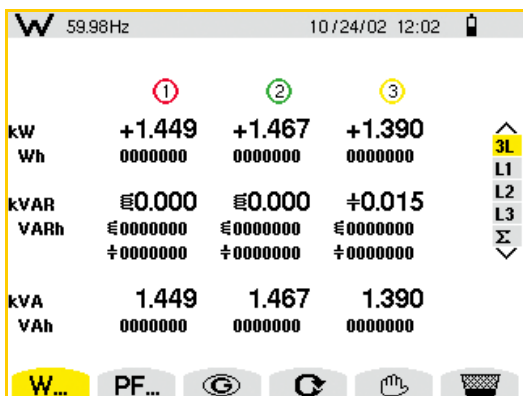 W 59.98Hz 10/24/02 12:02
1 2 3
kW +1.449 +1.467 +1.390
Wh 0000000 0000000 0000000
kVAR 0.000 0.000 0.015
VARh 0000000 0000000 0000000
0000000 0000000 0000000
kVA 1.449 1.467 1.390
VAh 0000000 0000000 0000000
3L
L1
L2
L3
Σ
W... PF... G